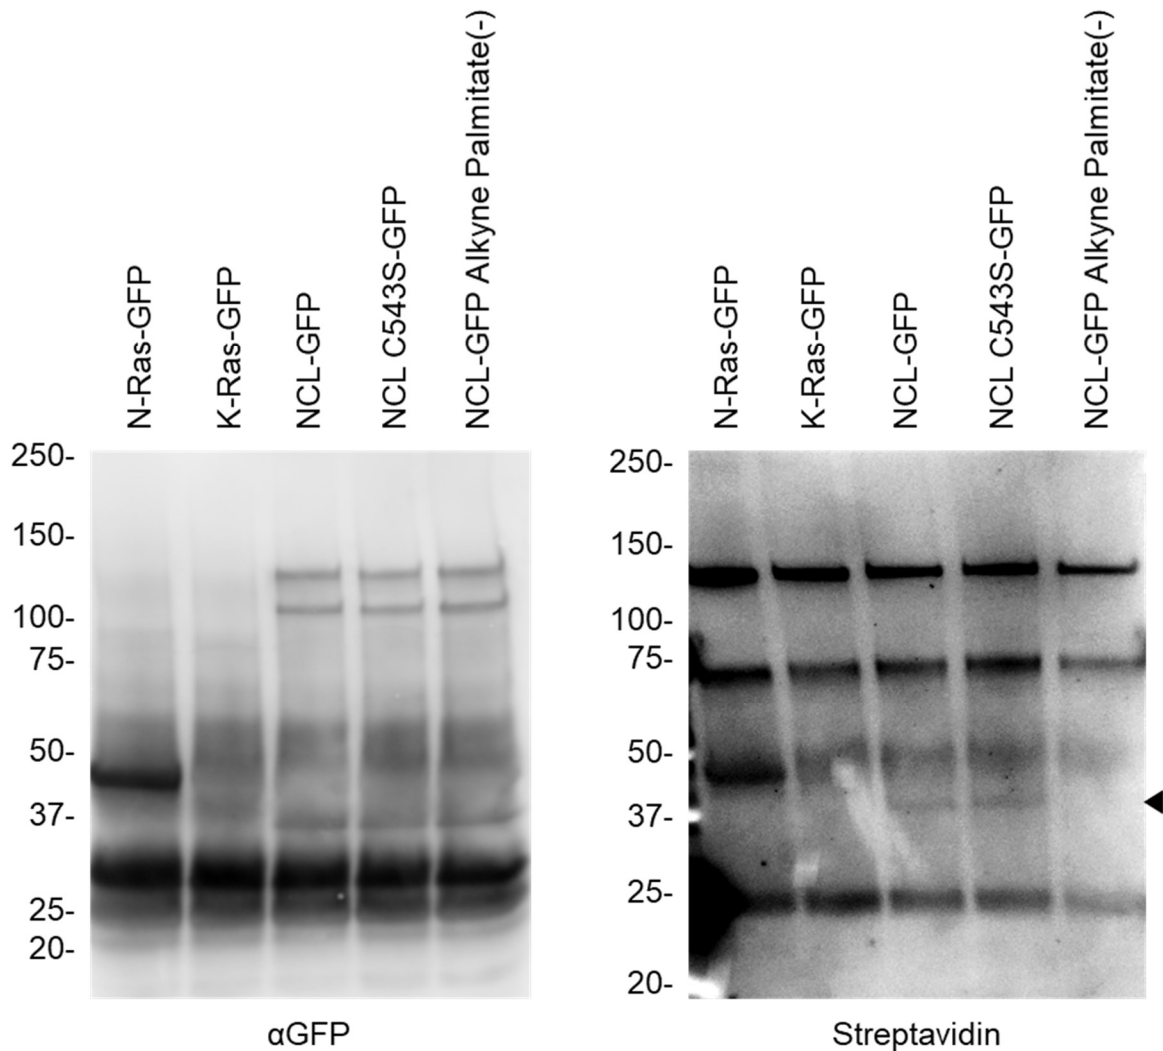 N-Ras-GFP
K-Ras-GFP
NCL-GFP
NCL C543S-GFP
NCL-GFP Alkyne Palmitate(-)
250-
150-
100-
75-
50-
37-
25-
20-
αGFP
N-Ras-GFP
K-Ras-GFP
NCL-GFP
NCL C543S-GFP
NCL-GFP Alkyne Palmitate(-)
250-
150-
100-
75-
50-
37-
25-
20-
Streptavidin